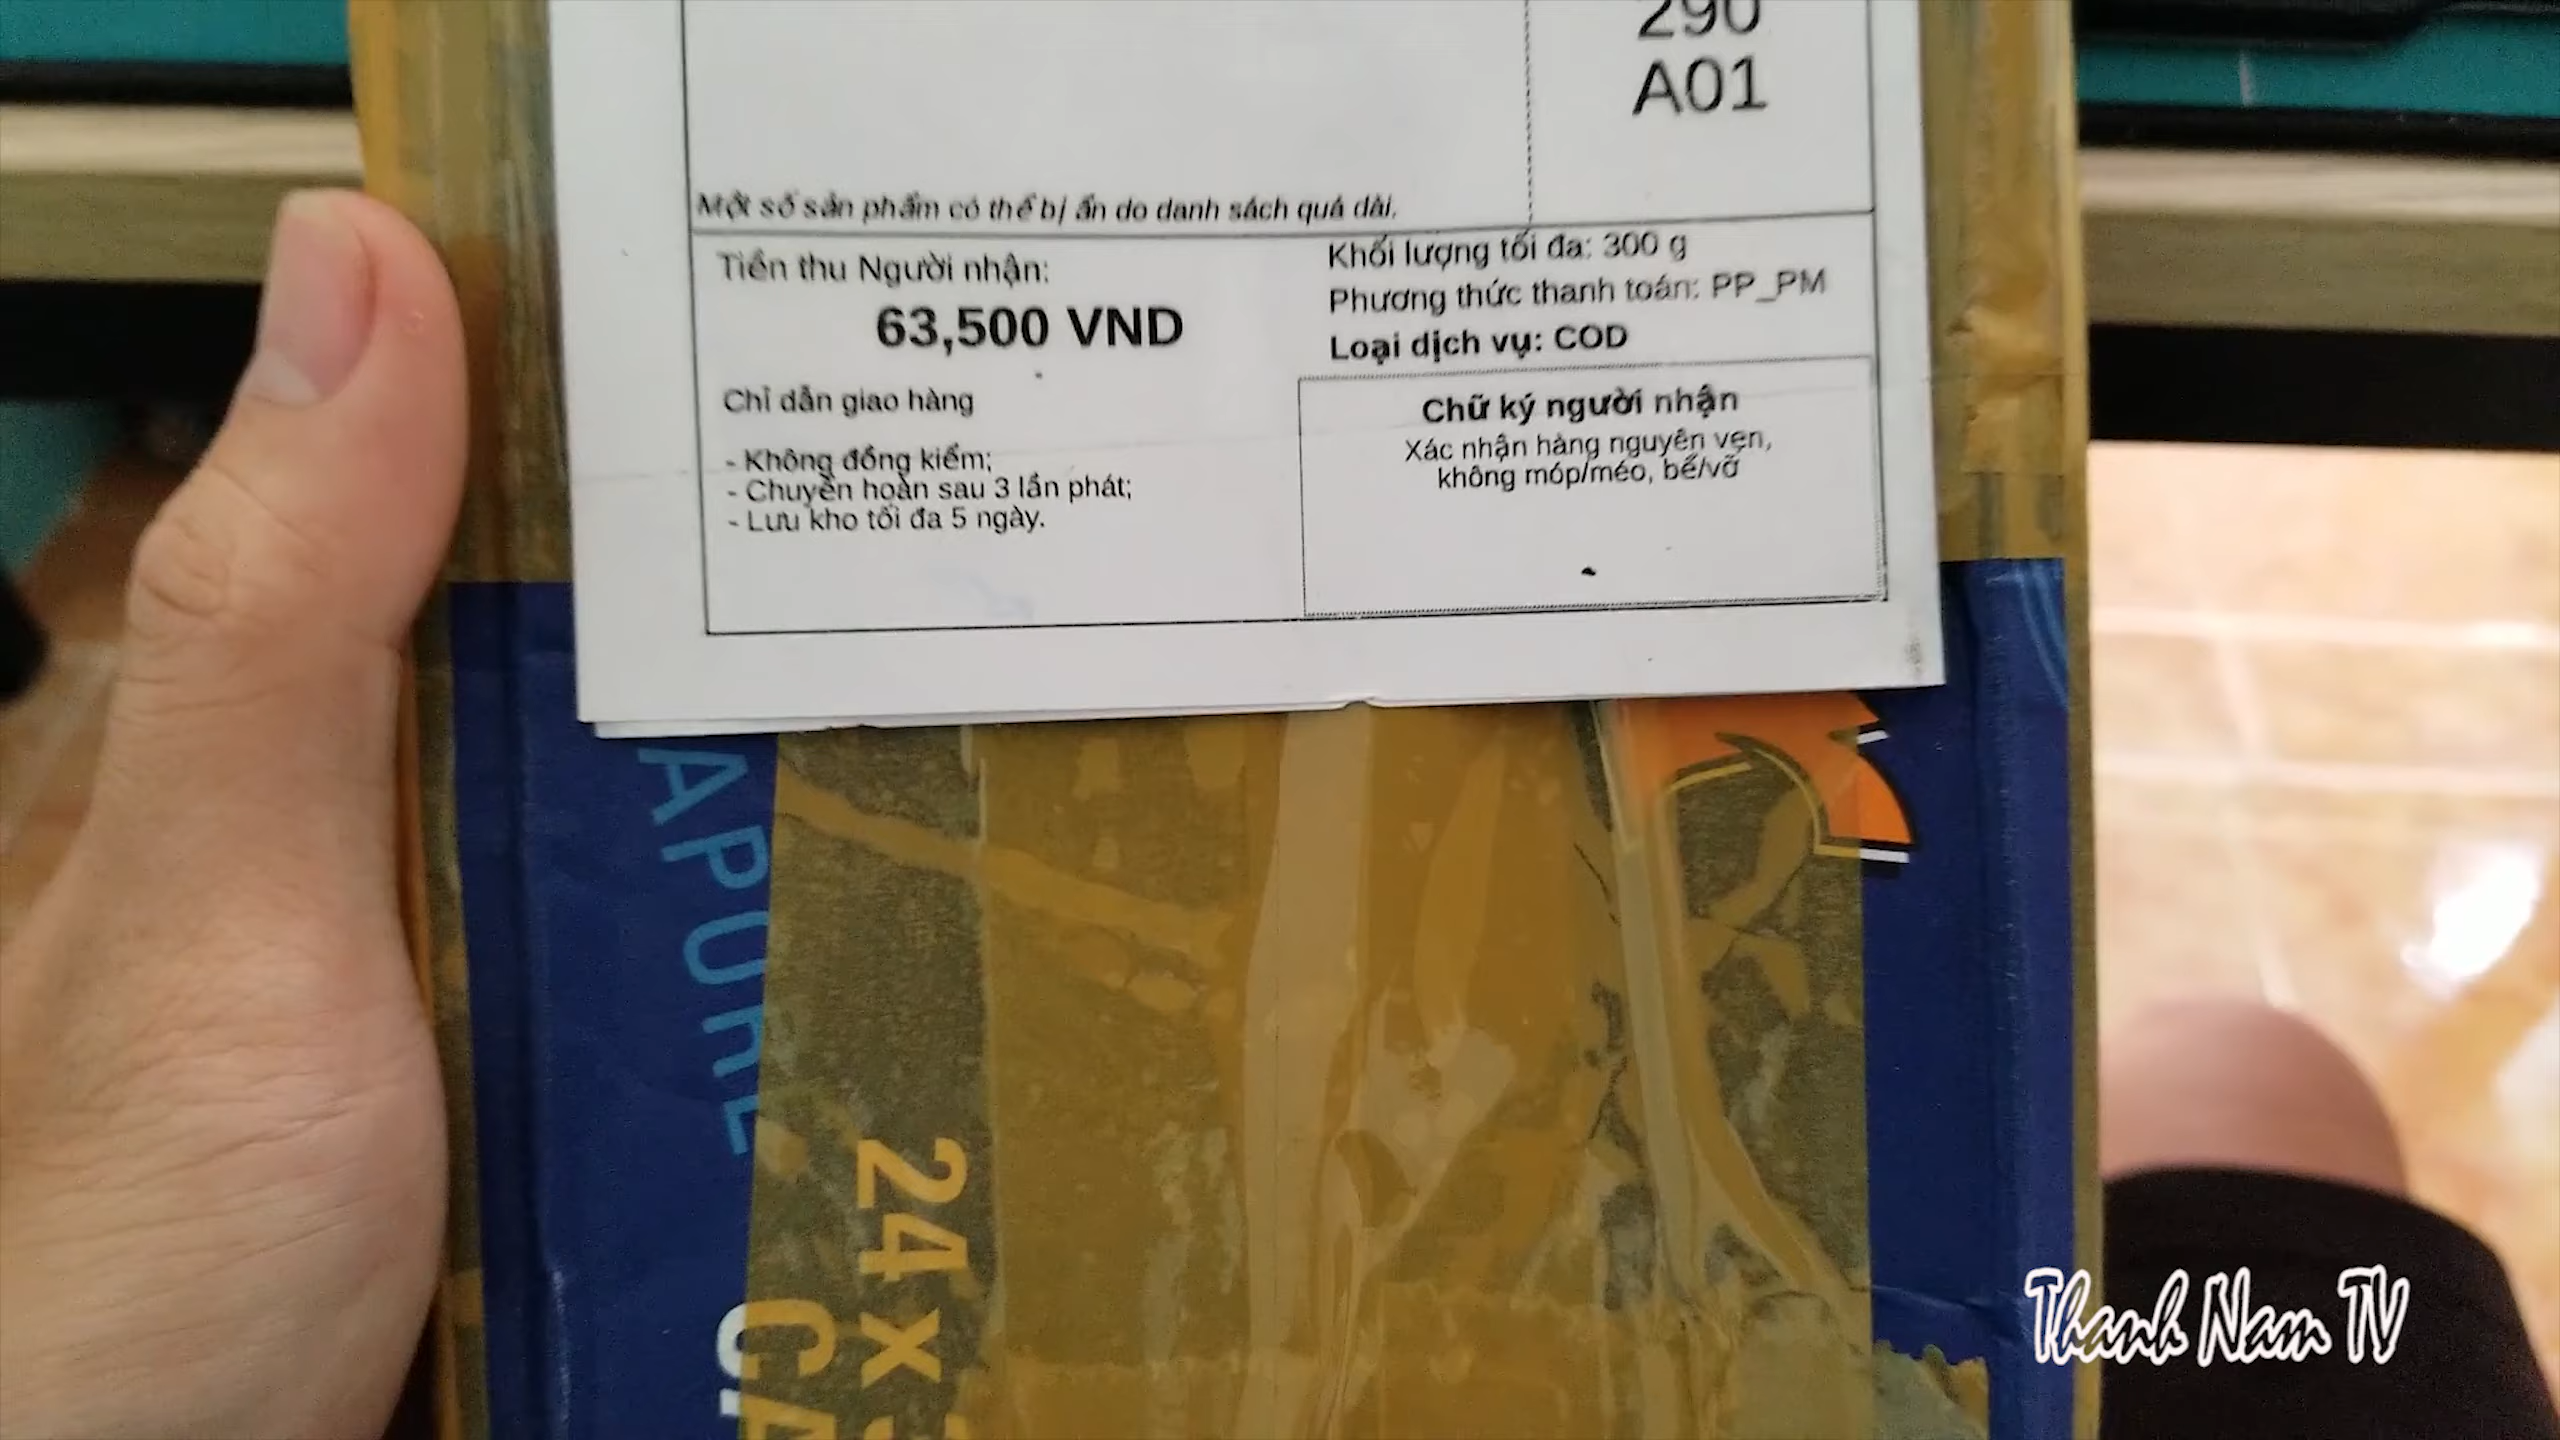 290
A01
Một số sản phẩm có thể bị ẩn do danh sách quá dài.
Tiền thu Người nhận:
63,500 VND
Khối lượng tối đa: 300 g
Phương thức thanh toán: PP_PM
Loại dịch vụ: COD
Chỉ dẫn giao hàng
- Không đồng kiểm;
- Chuyển hoàn sau 3 lần phát;
- Lưu kho tối đa 5 ngày.
Chữ ký người nhận
Xác nhận hàng nguyên vẹn,
không móp/méo, bể/vỡ
APORE
24x
CA
Thanh Nam TV